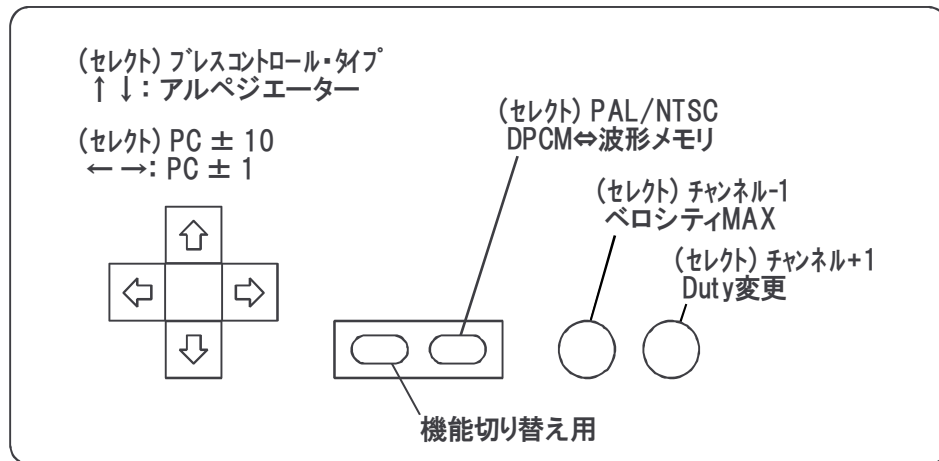 (セレクト) ブレスコントロール・タイプ
↑ ↓: アルペジエーター
(セレクト) PC ± 10
← →: PC ± 1
(セレクト) PAL/NTSC
DPCM⇔波形メモリ
(セレクト) チャンネル-1
ベロシティMAX
(セレクト) チャンネル+1
Duty変更
機能切り替え用